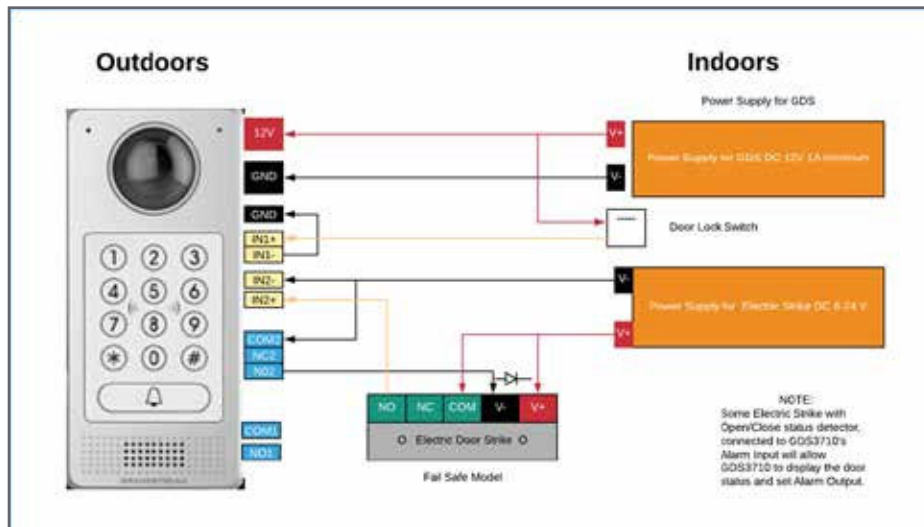 Outdoors
Indoors
Power Supply for GDS
12V
V+
Power Supply for GDS DC 12V 1A minimum
GND
V-
GND
Door Lock Switch
IN1+
IN1-
IN2-
IN2+
V-
Power Supply for Electric Strike DC 6-24 V
V+
COM2
NC2
NO2
COM1
NO1
1 2 3
4 5 6
7 8 9
* 0 #
NO NC COM V- V+
Electric Door Strike
Fail Safe Model
NOTE:
Some Electric Strike with
Open/Close status detector,
connected to GDS3710's
Alarm Input will allow
GDS3710 to display the door
status and set Alarm Output.